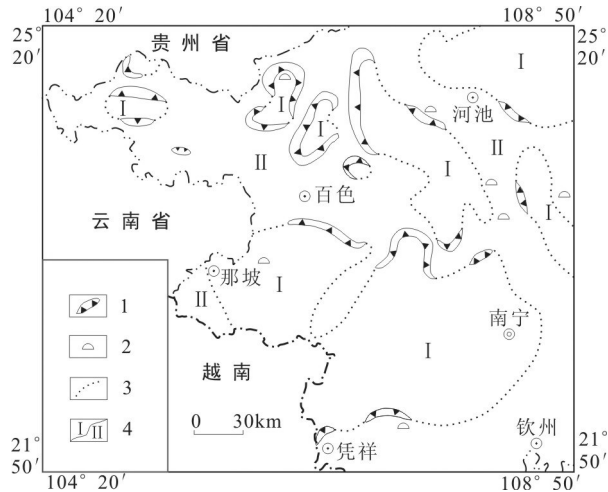 104° 20′
108° 50′
25°
20′
25°
20′
贵州省
I
I
河池
I
I
II
II
I
百色
I
云南省
那坡
I
II
南宁
I
越南
1
2
3
I
II
4
0 30km
钦州
凭祥
21°
50′
21°
50′
104° 20′
108° 50′